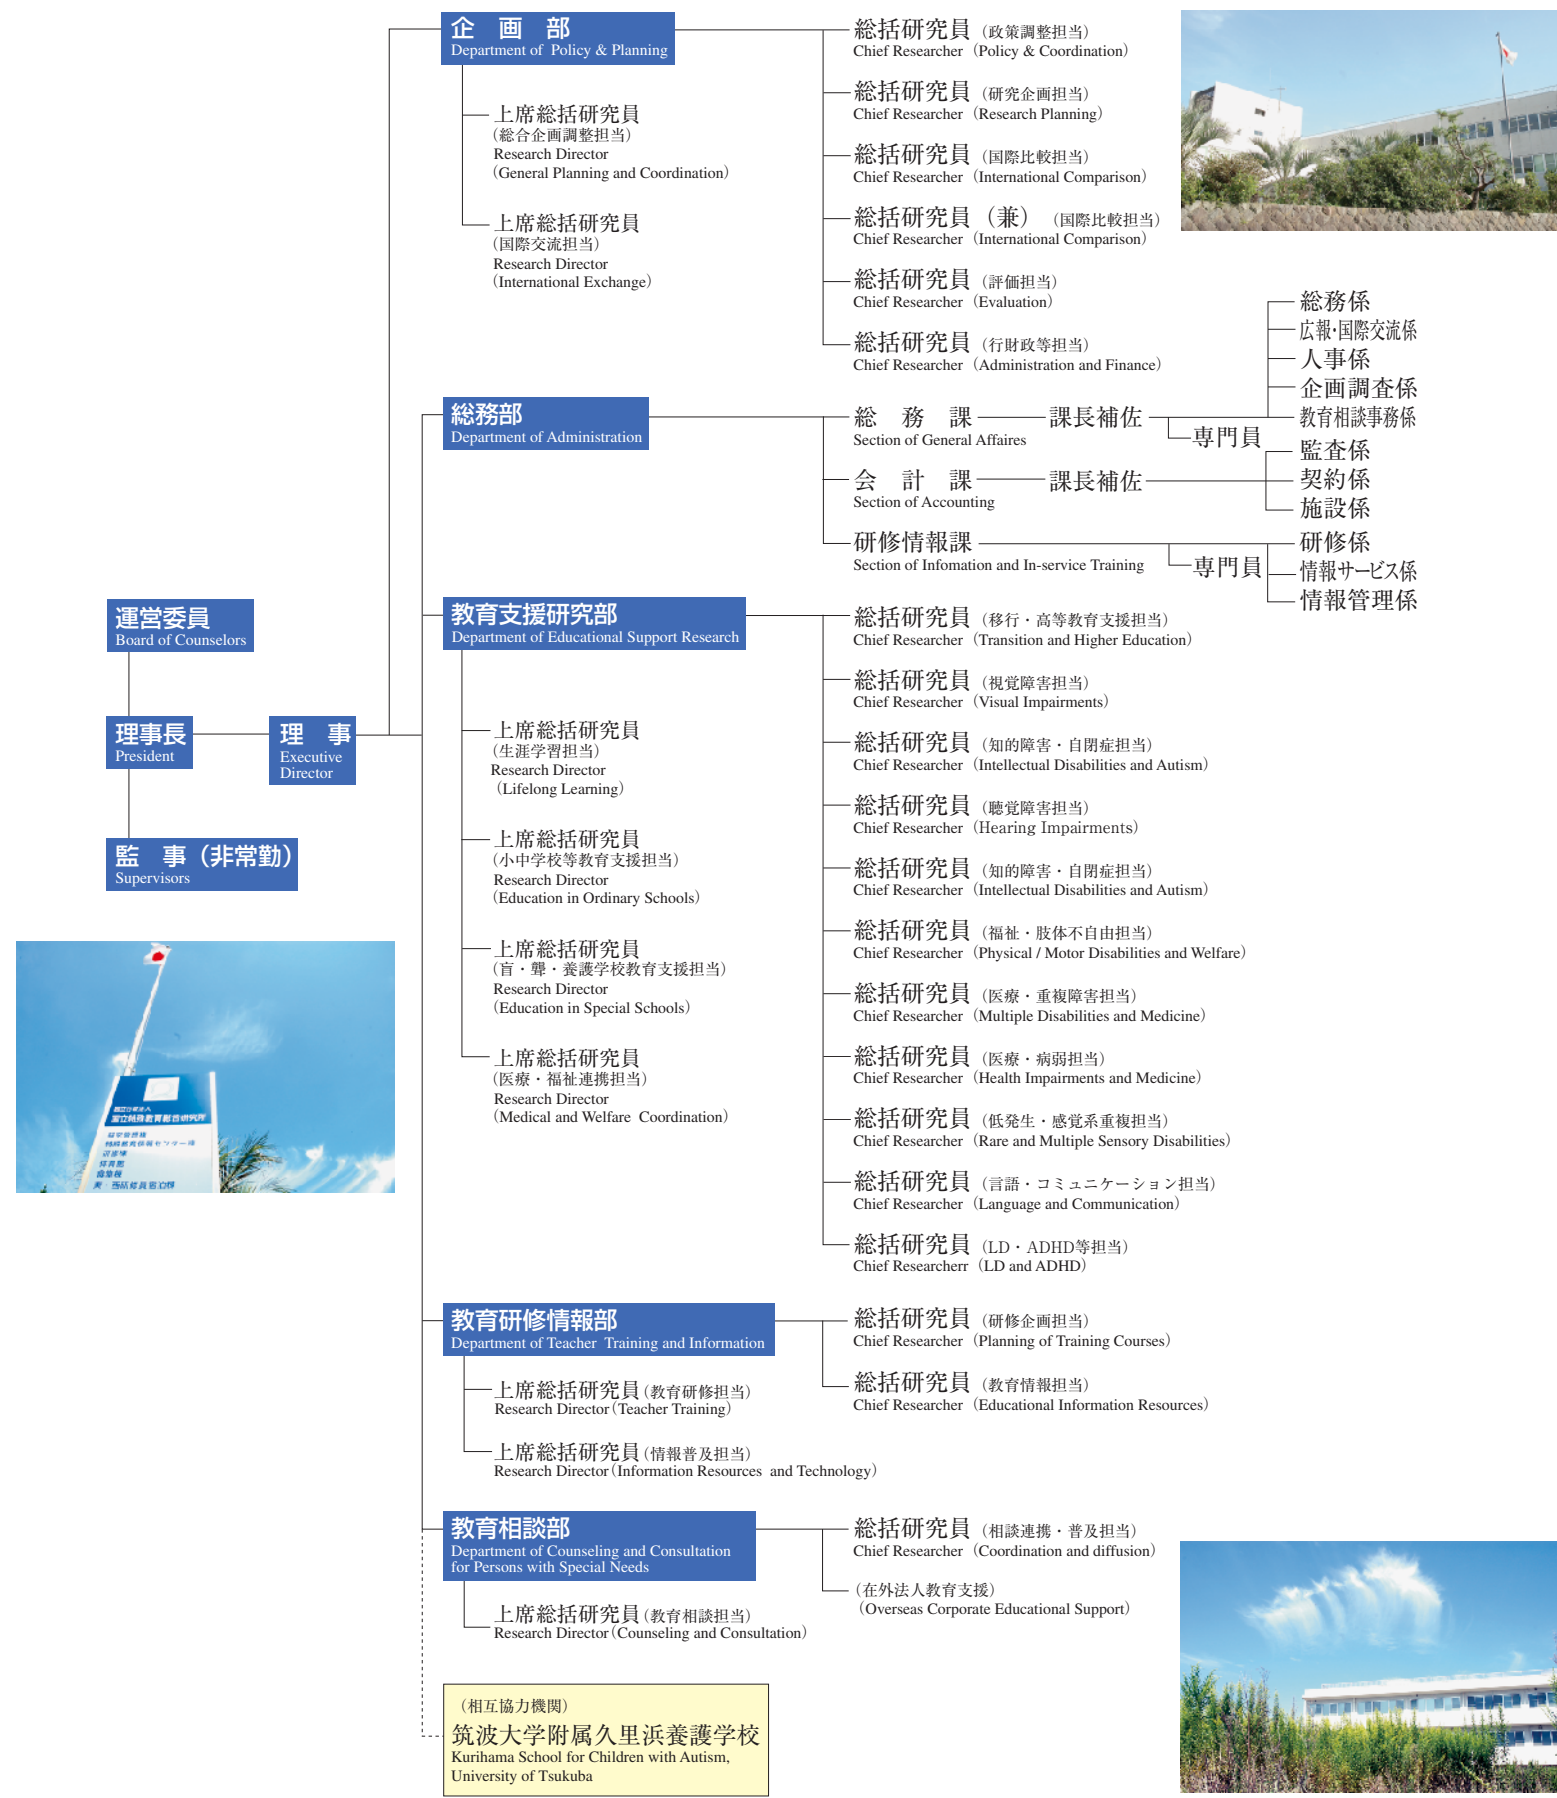 企　画　部
Department of Policy & Planning
上席総括研究員
（総合企画調整担当）
Research Director
（General Planning and Coordination）
上席総括研究員
（国際交流担当）
Research Director
（International Exchange）
総括研究員（政策調整担当）
Chief Researcher（Policy & Coordination）
総括研究員（研究企画担当）
Chief Researcher（Research Planning）
総括研究員（国際比較担当）
Chief Researcher（International Comparison）
総括研究員（兼）（国際比較担当）
Chief Researcher（International Comparison）
総括研究員（評価担当）
Chief Researcher（Evaluation）
総括研究員（行財政等担当）
Chief Researcher（Administration and Finance）
総務部
Department of Administration
総　務　課
Section of General Affaires
課長補佐
専門員
総務係
広報・国際交流係
人事係
企画調査係
教育相談事務係
会　計　課
Section of Accounting
課長補佐
監査係
契約係
施設係
研修情報課
Section of Infomation and In-service Training
専門員
研修係
情報サービス係
情報管理係
運営委員
Board of Counselors
理事長
President
理　事
Executive
Director
監　事（非常勤）
Supervisors
教育支援研究部
Department of Educational Support Research
上席総括研究員
（生涯学習担当）
Research Director
（Lifelong Learning）
上席総括研究員
（小中学校等教育支援担当）
Research Director
（Education in Ordinary Schools）
上席総括研究員
（盲・聾・養護学校教育支援担当）
Research Director
（Education in Special Schools）
上席総括研究員
（医療・福祉連携担当）
Research Director
（Medical and Welfare Coordination）
総括研究員（移行・高等教育支援担当）
Chief Researcher（Transition and Higher Education）
総括研究員（視覚障害担当）
Chief Researcher（Visual Impairments）
総括研究員（知的障害・自閉症担当）
Chief Researcher（Intellectual Disabilities and Autism）
総括研究員（聴覚障害担当）
Chief Researcher（Hearing Impairments）
総括研究員（知的障害・自閉症担当）
Chief Researcher（Intellectual Disabilities and Autism）
総括研究員（福祉・肢体不自由担当）
Chief Researcher（Physical / Motor Disabilities and Welfare）
総括研究員（医療・重複障害担当）
Chief Researcher（Multiple Disabilities and Medicine）
総括研究員（医療・病弱担当）
Chief Researcher（Health Impairments and Medicine）
総括研究員（低発生・感覚系重複担当）
Chief Researcher（Rare and Multiple Sensory Disabilities）
総括研究員（言語・コミュニケーション担当）
Chief Researcher（Language and Communication）
総括研究員（LD・ADHD等担当）
Chief Researcherr（LD and ADHD）
国立特殊教育総合研究所
体育館
食堂棟
東・西研修員宿泊棟
教育研修情報部
Department of Teacher Training and Information
上席総括研究員（教育研修担当）
Research Director（Teacher Training）
上席総括研究員（情報普及担当）
Research Director（Information Resources and Technology）
総括研究員（研修企画担当）
Chief Researcher（Planning of Training Courses）
総括研究員（教育情報担当）
Chief Researcher（Educational Information Resources）
教育相談部
Department of Counseling and Consultation
for Persons with Special Needs
上席総括研究員（教育相談担当）
Research Director（Counseling and Consultation）
総括研究員（相談連携・普及担当）
Chief Researcher（Coordination and diffusion）
（在外法人教育支援）
（Overseas Corporate Educational Support）
（相互協力機関）
筑波大学附属久里浜養護学校
Kurihama School for Children with Autism,
University of Tsukuba